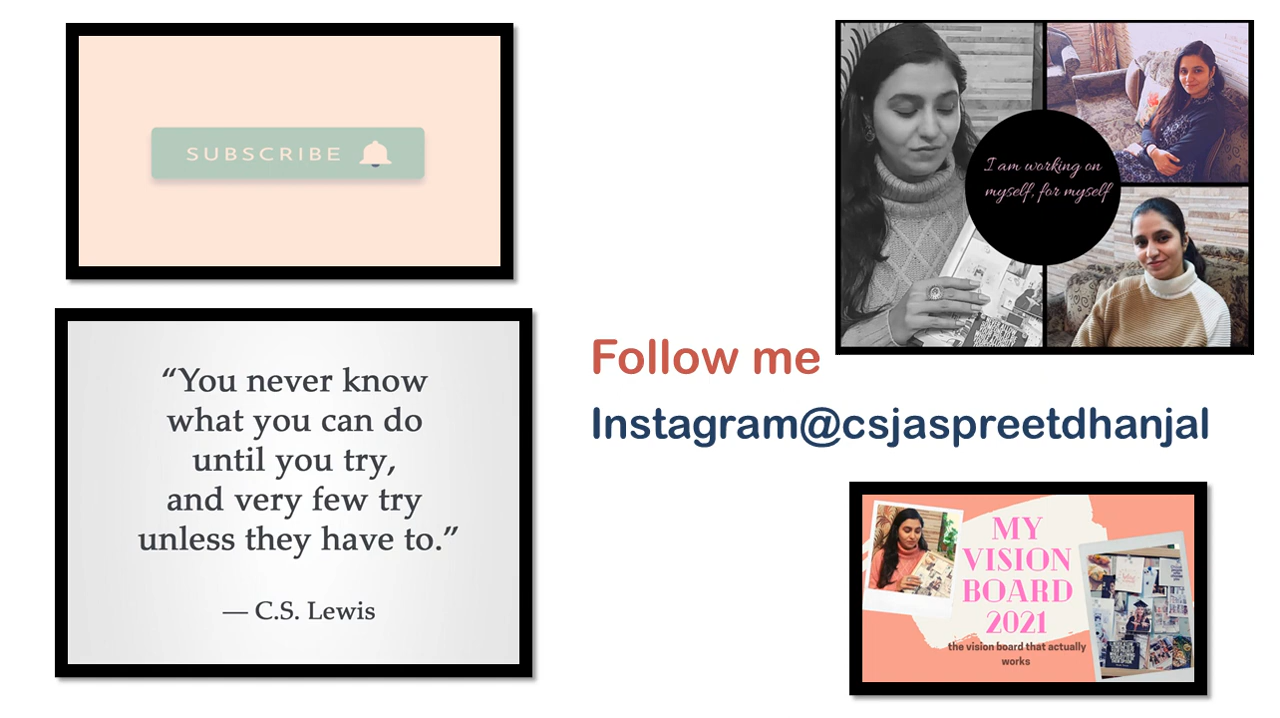 SUBSCRIBE
“You never know
what you can do
until you try,
and very few try
unless they have to.”
— C.S. Lewis
I am working on
myself, for myself
Follow me
Instagram@csjaspreetdhanjal
MY
VISION
BOARD
2021
the vision board that actually
works